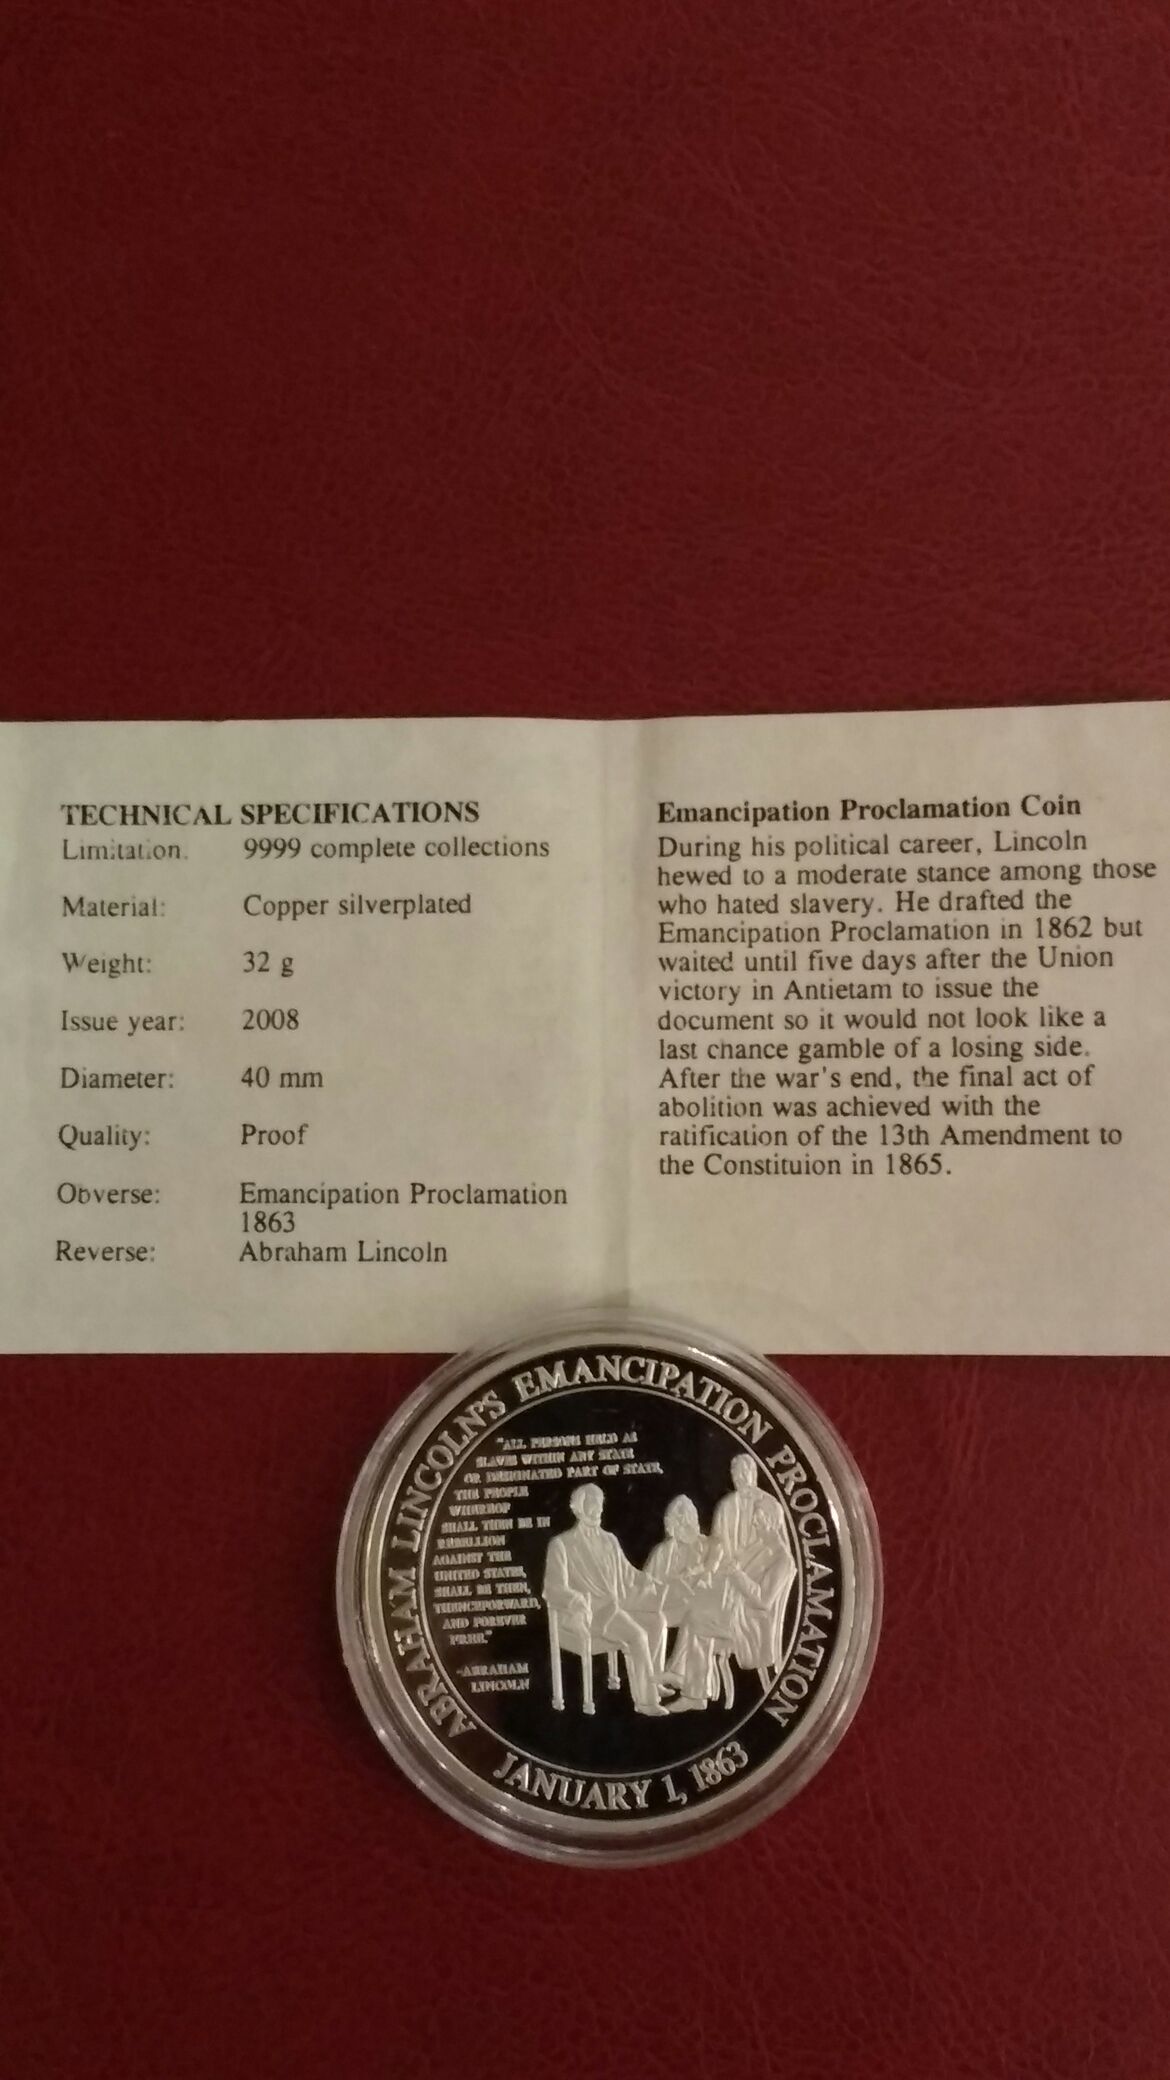 TECHNICAL SPECIFICATIONS
Limitation: 9999 complete collections
Material: Copper silverplated
Weight: 32 g
Issue year: 2008
Diameter: 40 mm
Quality: Proof
Obverse: Emancipation Proclamation
1863
Reverse: Abraham Lincoln
Emancipation Proclamation Coin
During his political career, Lincoln
hewed to a moderate stance among those
who hated slavery. He drafted the
Emancipation Proclamation in 1862 but
waited until five days after the Union
victory in Antietam to issue the
document so it would not look like a
last chance gamble of a losing side.
After the war's end, the final act of
abolition was achieved with the
ratification of the 13th Amendment to
the Constituion in 1865.
ABRAHAM LINCOLN'S EMANCIPATION PROCLAMATION
"ALL PERSONS HELD AS
SLAVES WITHIN ANY STATE
OR DESIGNATED PART OF STATE,
THE PEOPLE
WHEREOF
SHALL THEN BE IN
REBELLION
AGAINST THE
UNITED STATES,
SHALL BE THEN,
THENCEFORWARD,
AND FOREVER
FREE."
-ABRAHAM
LINCOLN
JANUARY 1, 1863